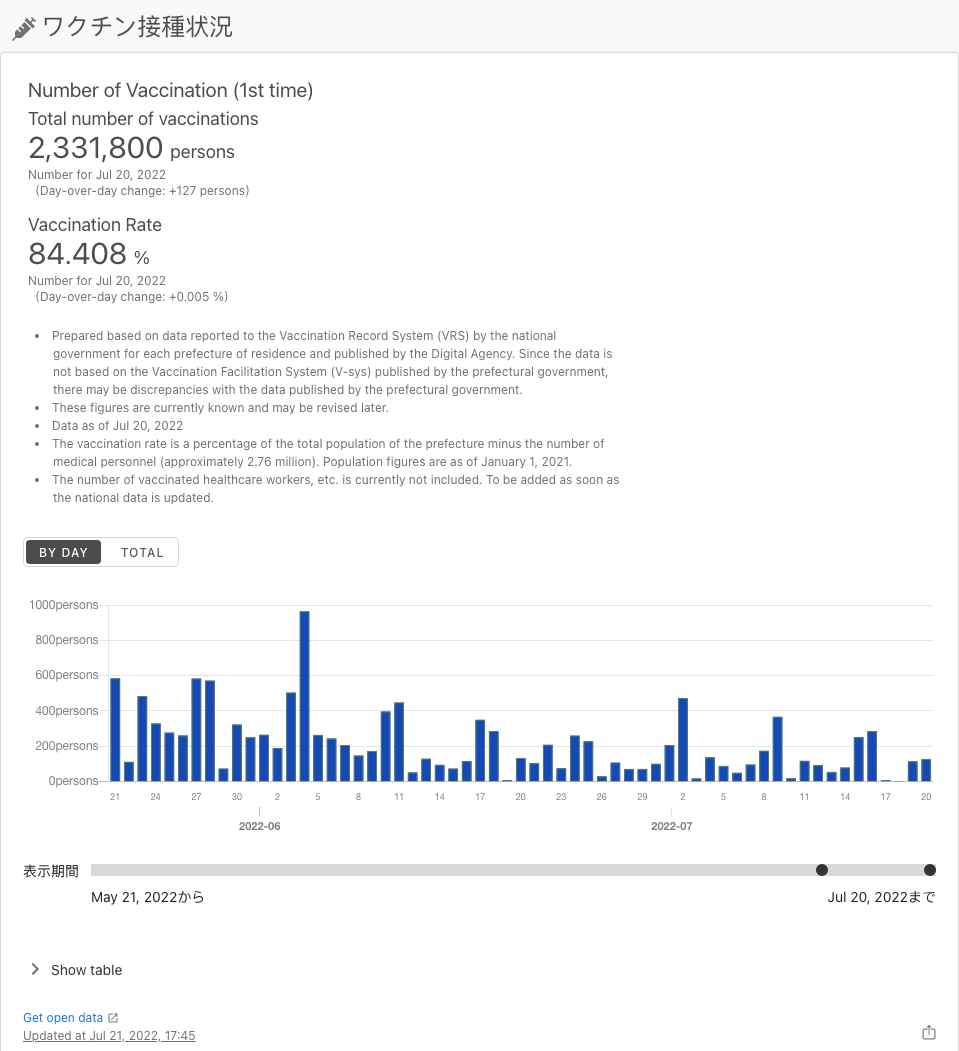 ワクチン接種状況
Number of Vaccination (1st time)
Total number of vaccinations
2,331,800 persons
Number for Jul 20, 2022
(Day-over-day change: +127 persons)
Vaccination Rate
84.408 %
Number for Jul 20, 2022
(Day-over-day change: +0.005 %)
• Prepared based on data reported to the Vaccination Record System (VRS) by the national
government for each prefecture of residence and published by the Digital Agency. Since the data is
not based on the Vaccination Facilitation System (V-sys) published by the prefectural government,
there may be discrepancies with the data published by the prefectural government.
• These figures are currently known and may be revised later.
• Data as of Jul 20, 2022
• The vaccination rate is a percentage of the total population of the prefecture minus the number of
medical personnel (approximately 2.76 million). Population figures are as of January 1, 2021.
• The number of vaccinated healthcare workers, etc. is currently not included. To be added as soon as
the national data is updated.
BY DAY TOTAL
1000persons
800persons
600persons
400persons
200persons
0persons
21 24 27 30 2 5 8 11 14 17 20 23 26 29 2 5 8 11 14 17 20
2022-06 2022-07
表示期間
May 21, 2022から Jul 20, 2022まで
Show table
Get open data
Updated at Jul 21, 2022, 17:45